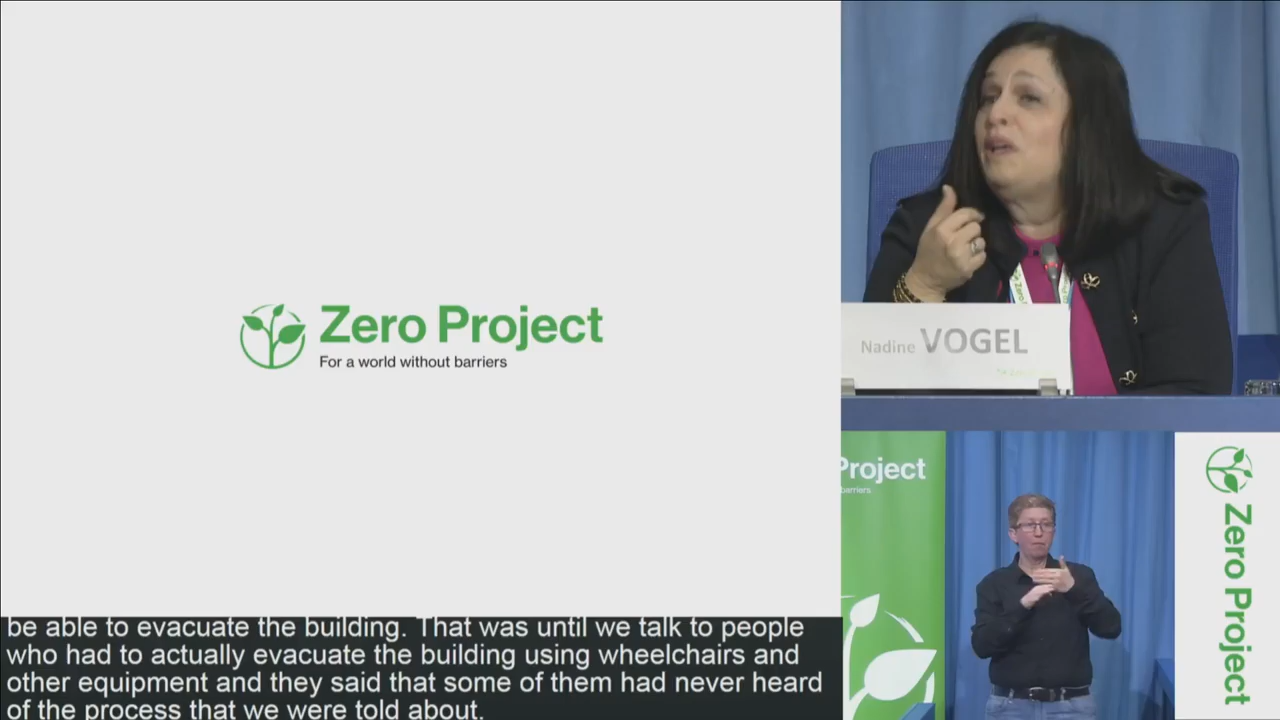 Zero Project
For a world without barriers
Nadine VOGEL
Project
barriers
Zero Project
be able to evacuate the building. That was until we talk to people
who had to actually evacuate the building using wheelchairs and
other equipment and they said that some of them had never heard
of the process that we were told about.